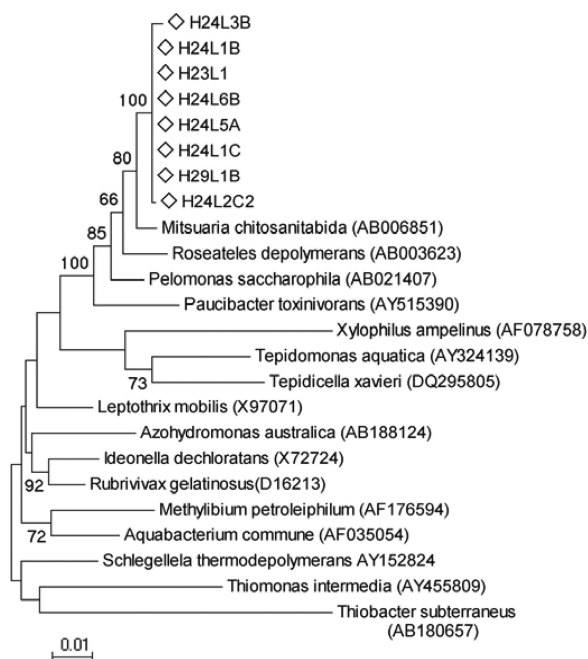 H24L3B
H24L1B
H23L1
100
H24L6B
H24L5A
H24L1C
80
H29L1B
66
H24L2C2
85
Mitsuaria chitosanitabida (AB006851)
Roseateles depolymerans (AB003623)
100
Pelomonas saccharophila (AB021407)
Paucibacter toxinivorans (AY515390)
Xylophilus ampelinus (AF078758)
Tepidomonas aquatica (AY324139)
73
Tepidicella xavieri (DQ295805)
Leptothrix mobilis (X97071)
Azohydromonas australica (AB188124)
Ideonella dechloratans (X72724)
92
Rubrivivax gelatinosus(D16213)
Methylibium petroleiphilum (AF176594)
72
Aquabacterium commune (AF035054)
Schlegellela thermodepolymerans AY152824
Thiomonas intermedia (AY455809)
Thiobacter subterraneus
(AB180657)
0.01